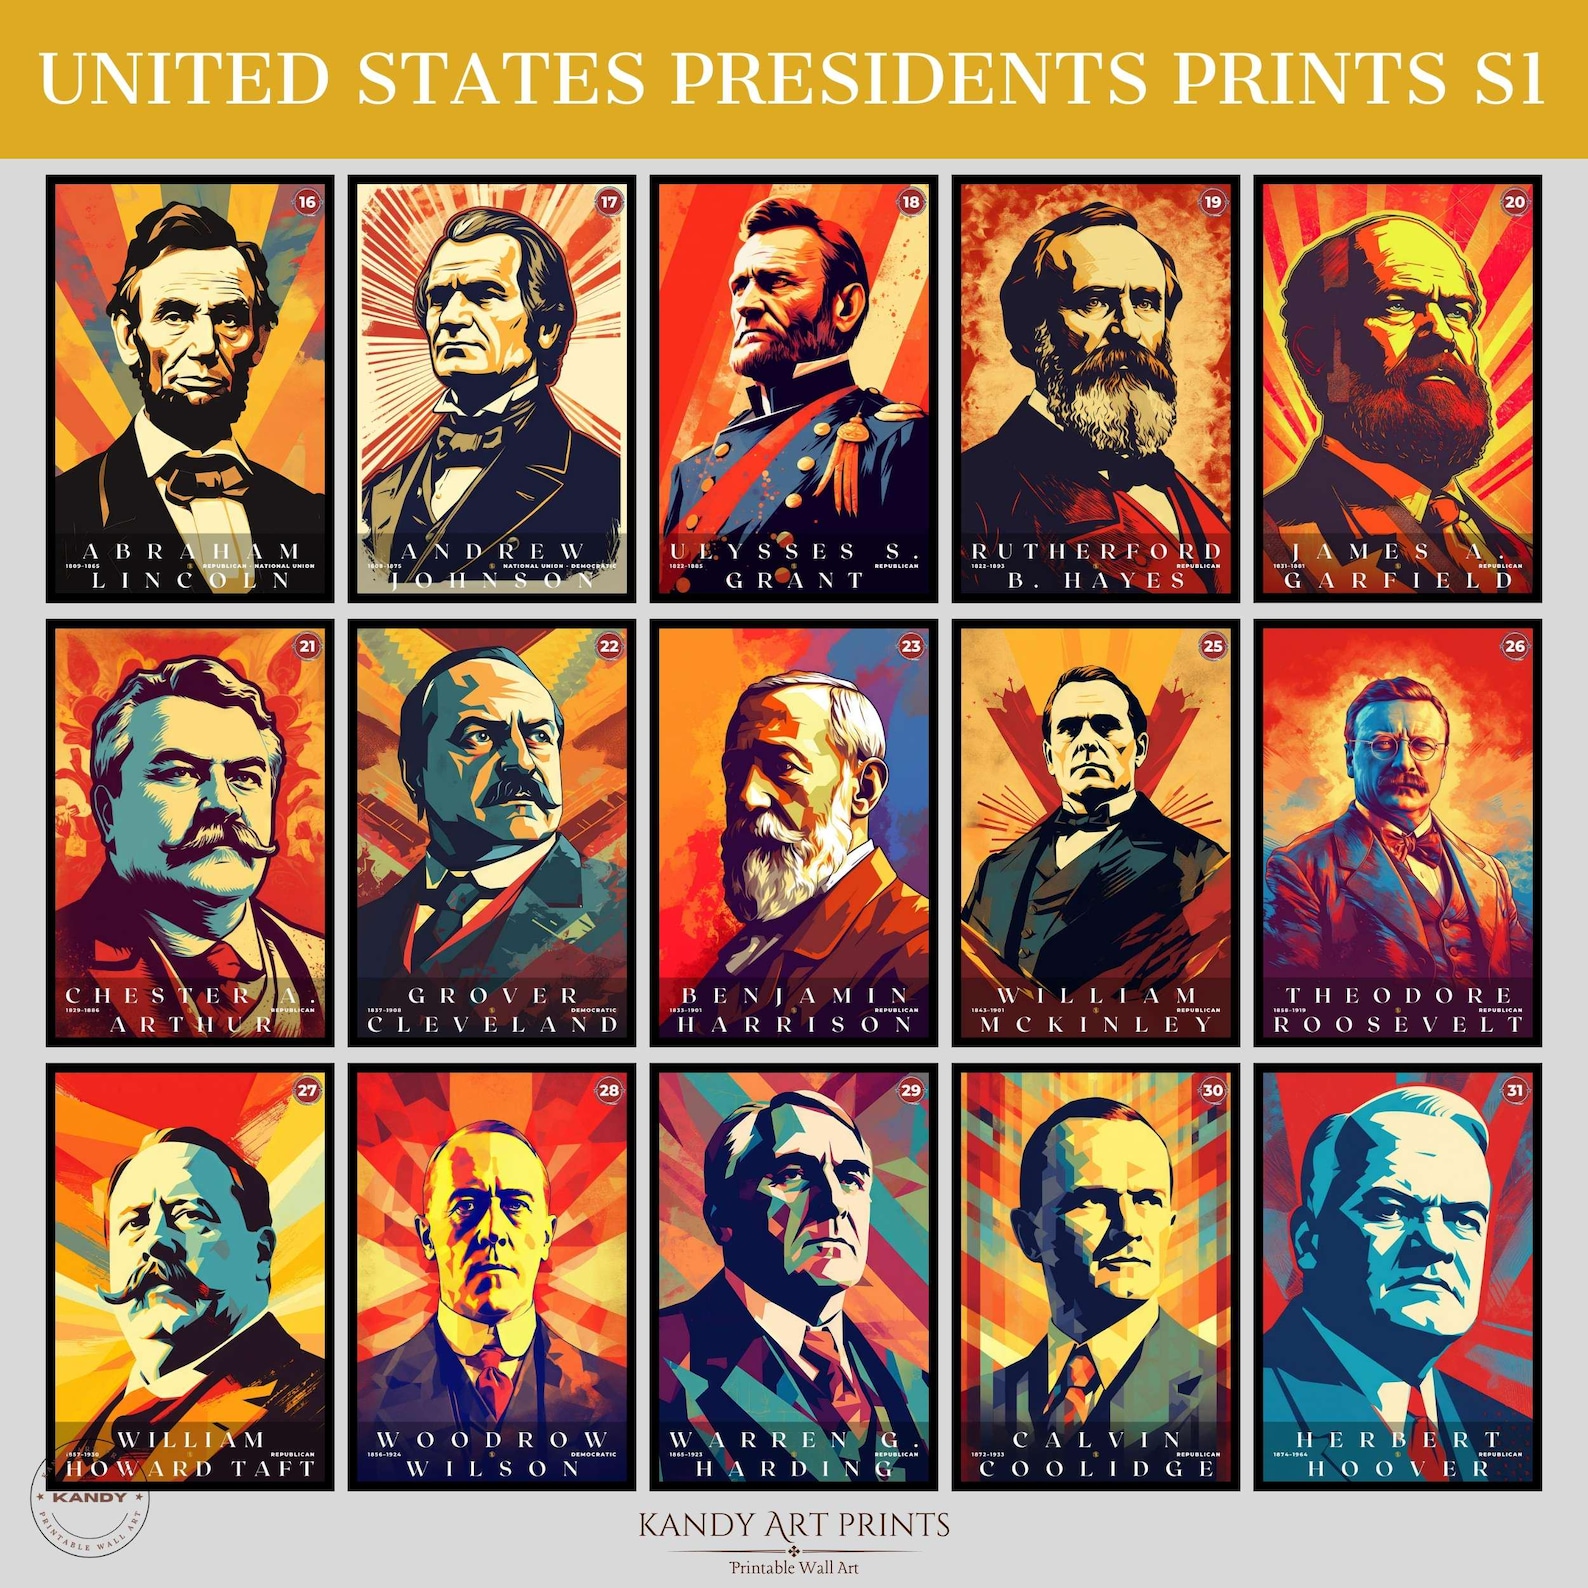 UNITED STATES PRESIDENTS PRINTS S1
16
ABRAHAM
1809-1865 REPUBLICAN - NATIONAL UNION
LINCOLN
17
ANDREW
1808-1875 NATIONAL UNION - DEMOCRATIC
JOHNSON
18
ULYSSES S.
1822-1885 REPUBLICAN
GRANT
19
RUTHERFORD
1822-1893 REPUBLICAN
B. HAYES
20
JAMES A.
1831-1881 REPUBLICAN
GARFIELD
21
CHESTER A.
1829-1886 REPUBLICAN
ARTHUR
22
GROVER
1837-1908 DEMOCRATIC
CLEVELAND
23
BENJAMIN
1833-1901 REPUBLICAN
HARRISON
25
WILLIAM
1843-1901 REPUBLICAN
MCKINLEY
26
THEODORE
1858-1919 REPUBLICAN
ROOSEVELT
27
WILLIAM
1857-1930 REPUBLICAN
HOWARD TAFT
28
WOODROW
1856-1924 DEMOCRATIC
WILSON
29
WARREN G.
1865-1923 REPUBLICAN
HARDING
30
CALVIN
1872-1933 REPUBLICAN
COOLIDGE
31
HERBERT
1874-1964 REPUBLICAN
HOOVER
KANDY
PRINTABLE WALL ART
KANDY ART PRINTS
Printable Wall Art